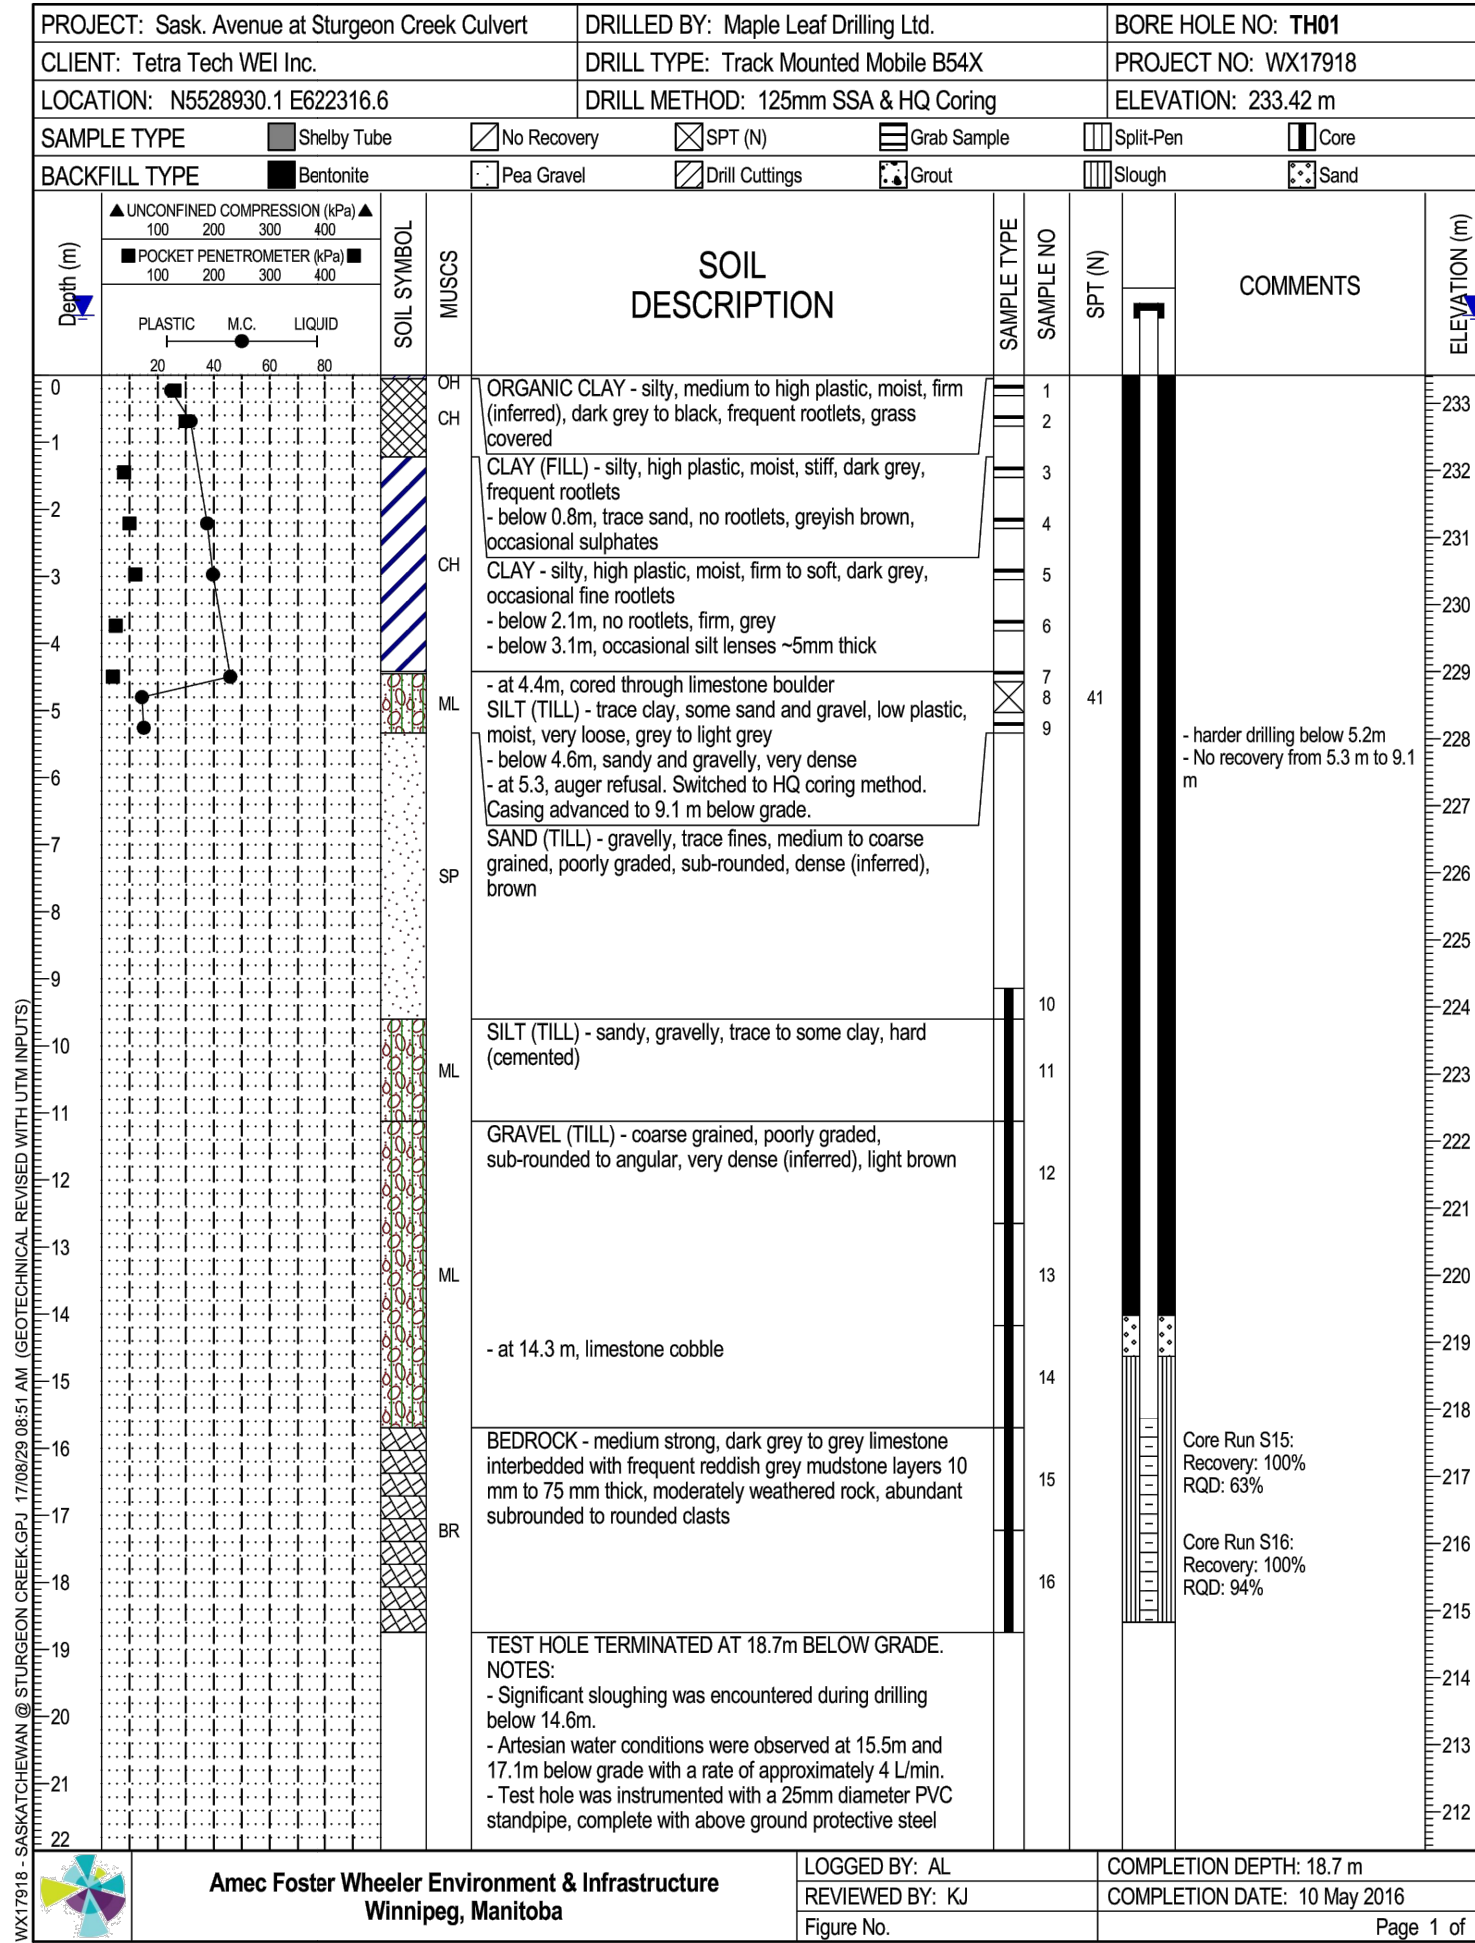 PROJECT: Sask. Avenue at Sturgeon Creek Culvert
DRILLED BY: Maple Leaf Drilling Ltd.
BORE HOLE NO: TH01
CLIENT: Tetra Tech WEI Inc.
DRILL TYPE: Track Mounted Mobile B54X
PROJECT NO: WX17918
LOCATION: N5528930.1 E622316.6
DRILL METHOD: 125mm SSA & HQ Coring
ELEVATION: 233.42 m
SAMPLE TYPE
Shelby Tube
No Recovery
SPT (N)
Grab Sample
Split-Pen
Core
BACKFILL TYPE
Bentonite
Pea Gravel
Drill Cuttings
Grout
Slough
Sand
Depth (m)
▲ UNCONFINED COMPRESSION (kPa) ▲
100 200 300 400
■ POCKET PENETROMETER (kPa) ■
100 200 300 400
PLASTIC M.C. LIQUID
20 40 60 80
SOIL SYMBOL
MUSCS
SOIL
DESCRIPTION
SAMPLE TYPE
SAMPLE NO
SPT (N)
COMMENTS
ELEVATION (m)
0
1
2
3
4
5
6
7
8
9
10
11
12
13
14
15
16
17
18
19
20
21
22
OH
CH
CH
ML
SP
ML
ML
BR
ORGANIC CLAY - silty, medium to high plastic, moist, firm
(inferred), dark grey to black, frequent rootlets, grass
covered
CLAY (FILL) - silty, high plastic, moist, stiff, dark grey,
frequent rootlets
- below 0.8m, trace sand, no rootlets, greyish brown,
occasional sulphates
CLAY - silty, high plastic, moist, firm to soft, dark grey,
occasional fine rootlets
- below 2.1m, no rootlets, firm, grey
- below 3.1m, occasional silt lenses ~5mm thick
- at 4.4m, cored through limestone boulder
SILT (TILL) - trace clay, some sand and gravel, low plastic,
moist, very loose, grey to light grey
- below 4.6m, sandy and gravelly, very dense
- at 5.3, auger refusal. Switched to HQ coring method.
Casing advanced to 9.1 m below grade.
SAND (TILL) - gravelly, trace fines, medium to coarse
grained, poorly graded, sub-rounded, dense (inferred),
brown
SILT (TILL) - sandy, gravelly, trace to some clay, hard
(cemented)
GRAVEL (TILL) - coarse grained, poorly graded,
sub-rounded to angular, very dense (inferred), light brown
- at 14.3 m, limestone cobble
BEDROCK - medium strong, dark grey to grey limestone
interbedded with frequent reddish grey mudstone layers 10
mm to 75 mm thick, moderately weathered rock, abundant
subrounded to rounded clasts
TEST HOLE TERMINATED AT 18.7m BELOW GRADE.
NOTES:
- Significant sloughing was encountered during drilling
below 14.6m.
- Artesian water conditions were observed at 15.5m and
17.1m below grade with a rate of approximately 4 L/min.
- Test hole was instrumented with a 25mm diameter PVC
standpipe, complete with above ground protective steel
1
2
3
4
5
6
7
8
9
10
11
12
13
14
15
16
41
- harder drilling below 5.2m
- No recovery from 5.3 m to 9.1
m
Core Run S15:
Recovery: 100%
RQD: 63%
Core Run S16:
Recovery: 100%
RQD: 94%
233
232
231
230
229
228
227
226
225
224
223
222
221
220
219
218
217
216
215
214
213
212
WX17918 - SASKATCHEWAN @ STURGEON CREEK.GPJ 17/08/29 08:51 AM (GEOTECHNICAL REVISED WITH UTM INPUTS)
Amec Foster Wheeler Environment & Infrastructure
Winnipeg, Manitoba
LOGGED BY: AL
COMPLETION DEPTH: 18.7 m
REVIEWED BY: KJ
COMPLETION DATE: 10 May 2016
Figure No.
Page 1 of